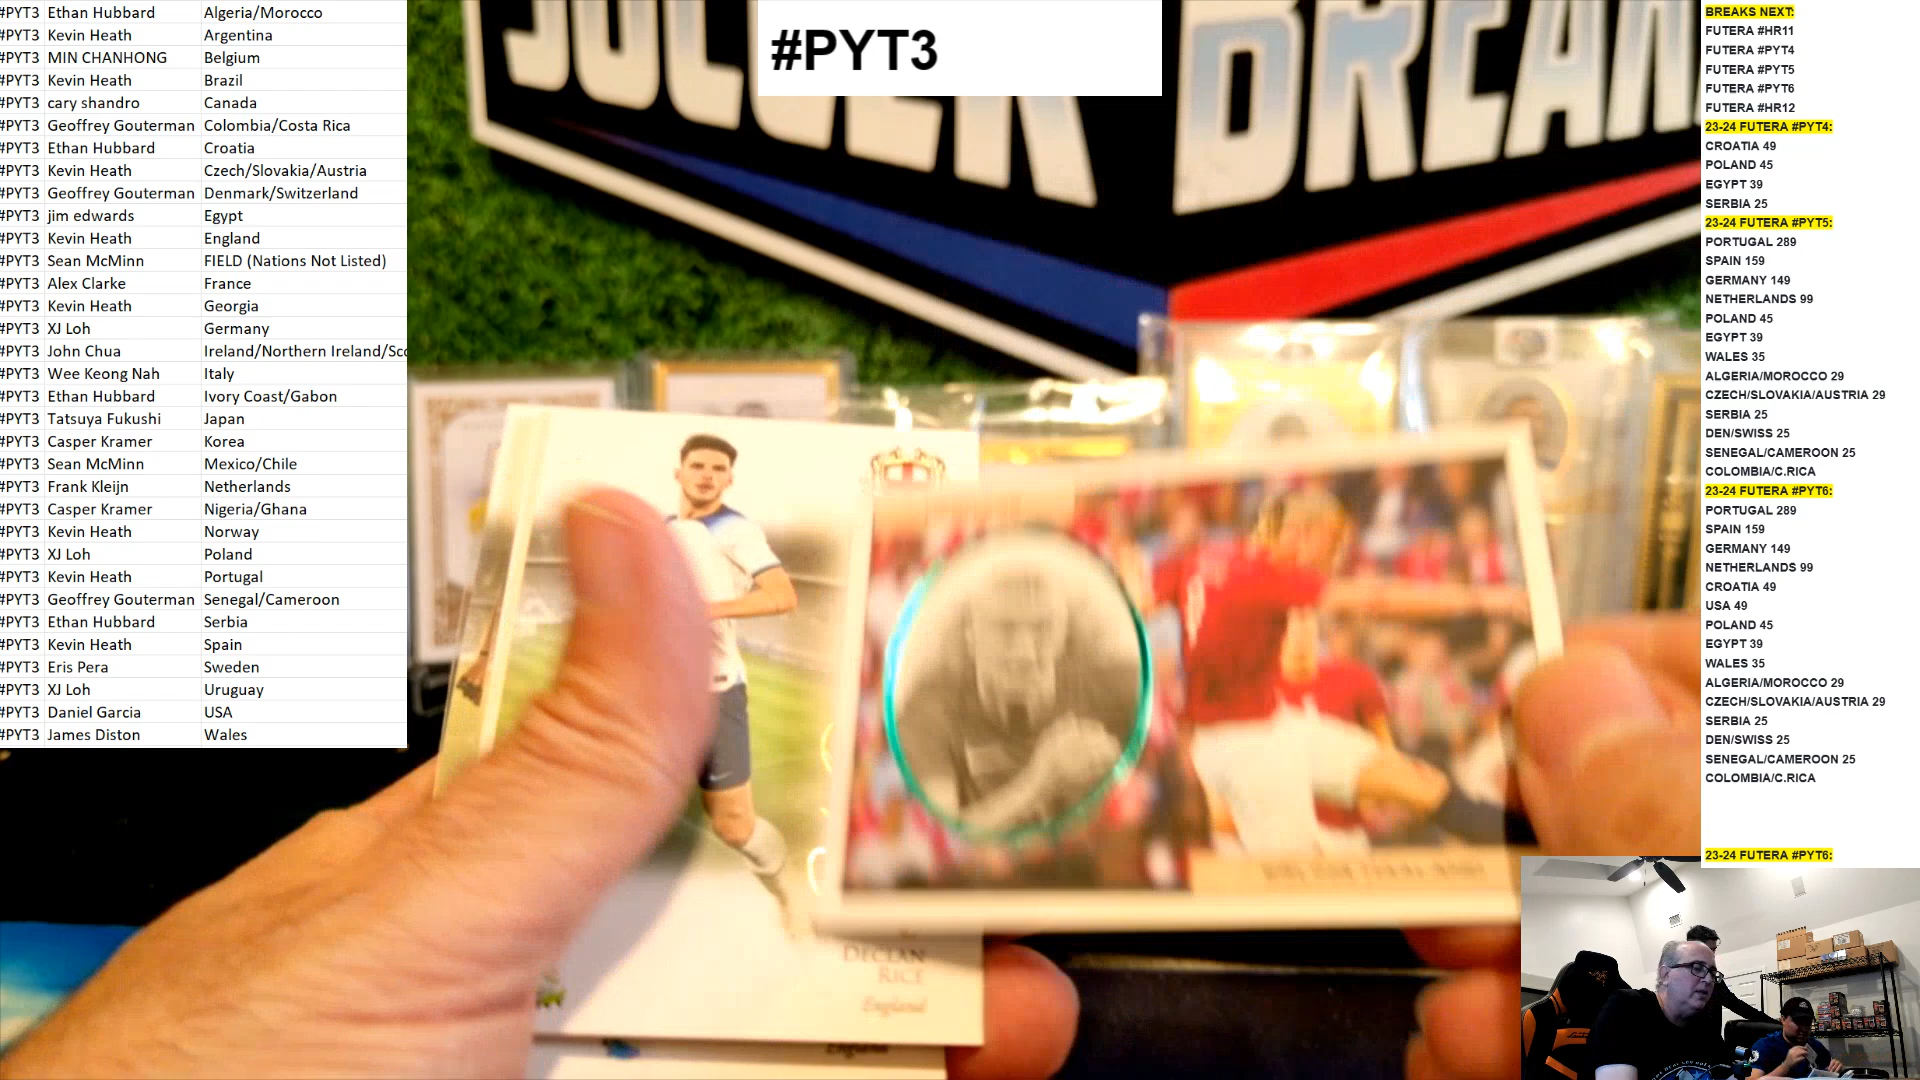 #PYT3 Ethan Hubbard Algeria/Morocco
#PYT3 Kevin Heath Argentina
#PYT3 MIN CHANHONG Belgium
#PYT3 Kevin Heath Brazil
#PYT3 cary shandro Canada
#PYT3 Geoffrey Gouterman Colombia/Costa Rica
#PYT3 Ethan Hubbard Croatia
#PYT3 Kevin Heath Czech/Slovakia/Austria
#PYT3 Geoffrey Gouterman Denmark/Switzerland
#PYT3 jim edwards Egypt
#PYT3 Kevin Heath England
#PYT3 Sean McMinn FIELD (Nations Not Listed)
#PYT3 Alex Clarke France
#PYT3 Kevin Heath Georgia
#PYT3 XJ Loh Germany
#PYT3 John Chua Ireland/Northern Ireland/Sco
#PYT3 Wee Keong Nah Italy
#PYT3 Ethan Hubbard Ivory Coast/Gabon
#PYT3 Tatsuya Fukushi Japan
#PYT3 Casper Kramer Korea
#PYT3 Sean McMinn Mexico/Chile
#PYT3 Frank Kleijn Netherlands
#PYT3 Casper Kramer Nigeria/Ghana
#PYT3 Kevin Heath Norway
#PYT3 XJ Loh Poland
#PYT3 Kevin Heath Portugal
#PYT3 Geoffrey Gouterman Senegal/Cameroon
#PYT3 Ethan Hubbard Serbia
#PYT3 Kevin Heath Spain
#PYT3 Eris Pera Sweden
#PYT3 XJ Loh Uruguay
#PYT3 Daniel Garcia USA
#PYT3 James Diston Wales
#PYT3
SOCCER BREAK
DECLAN
RICE
England
England
BREAKS NEXT:
FUTERA #HR11
FUTERA #PYT4
FUTERA #PYT5
FUTERA #PYT6
FUTERA #HR12
23-24 FUTERA #PYT4:
CROATIA 49
POLAND 45
EGYPT 39
SERBIA 25
23-24 FUTERA #PYT5:
PORTUGAL 289
SPAIN 159
GERMANY 149
NETHERLANDS 99
POLAND 45
EGYPT 39
WALES 35
ALGERIA/MOROCCO 29
CZECH/SLOVAKIA/AUSTRIA 29
SERBIA 25
DEN/SWISS 25
SENEGAL/CAMEROON 25
COLOMBIA/C.RICA
23-24 FUTERA #PYT6:
PORTUGAL 289
SPAIN 159
GERMANY 149
NETHERLANDS 99
CROATIA 49
USA 49
POLAND 45
EGYPT 39
WALES 35
ALGERIA/MOROCCO 29
CZECH/SLOVAKIA/AUSTRIA 29
SERBIA 25
DEN/SWISS 25
SENEGAL/CAMEROON 25
COLOMBIA/C.RICA
23-24 FUTERA #PYT6: